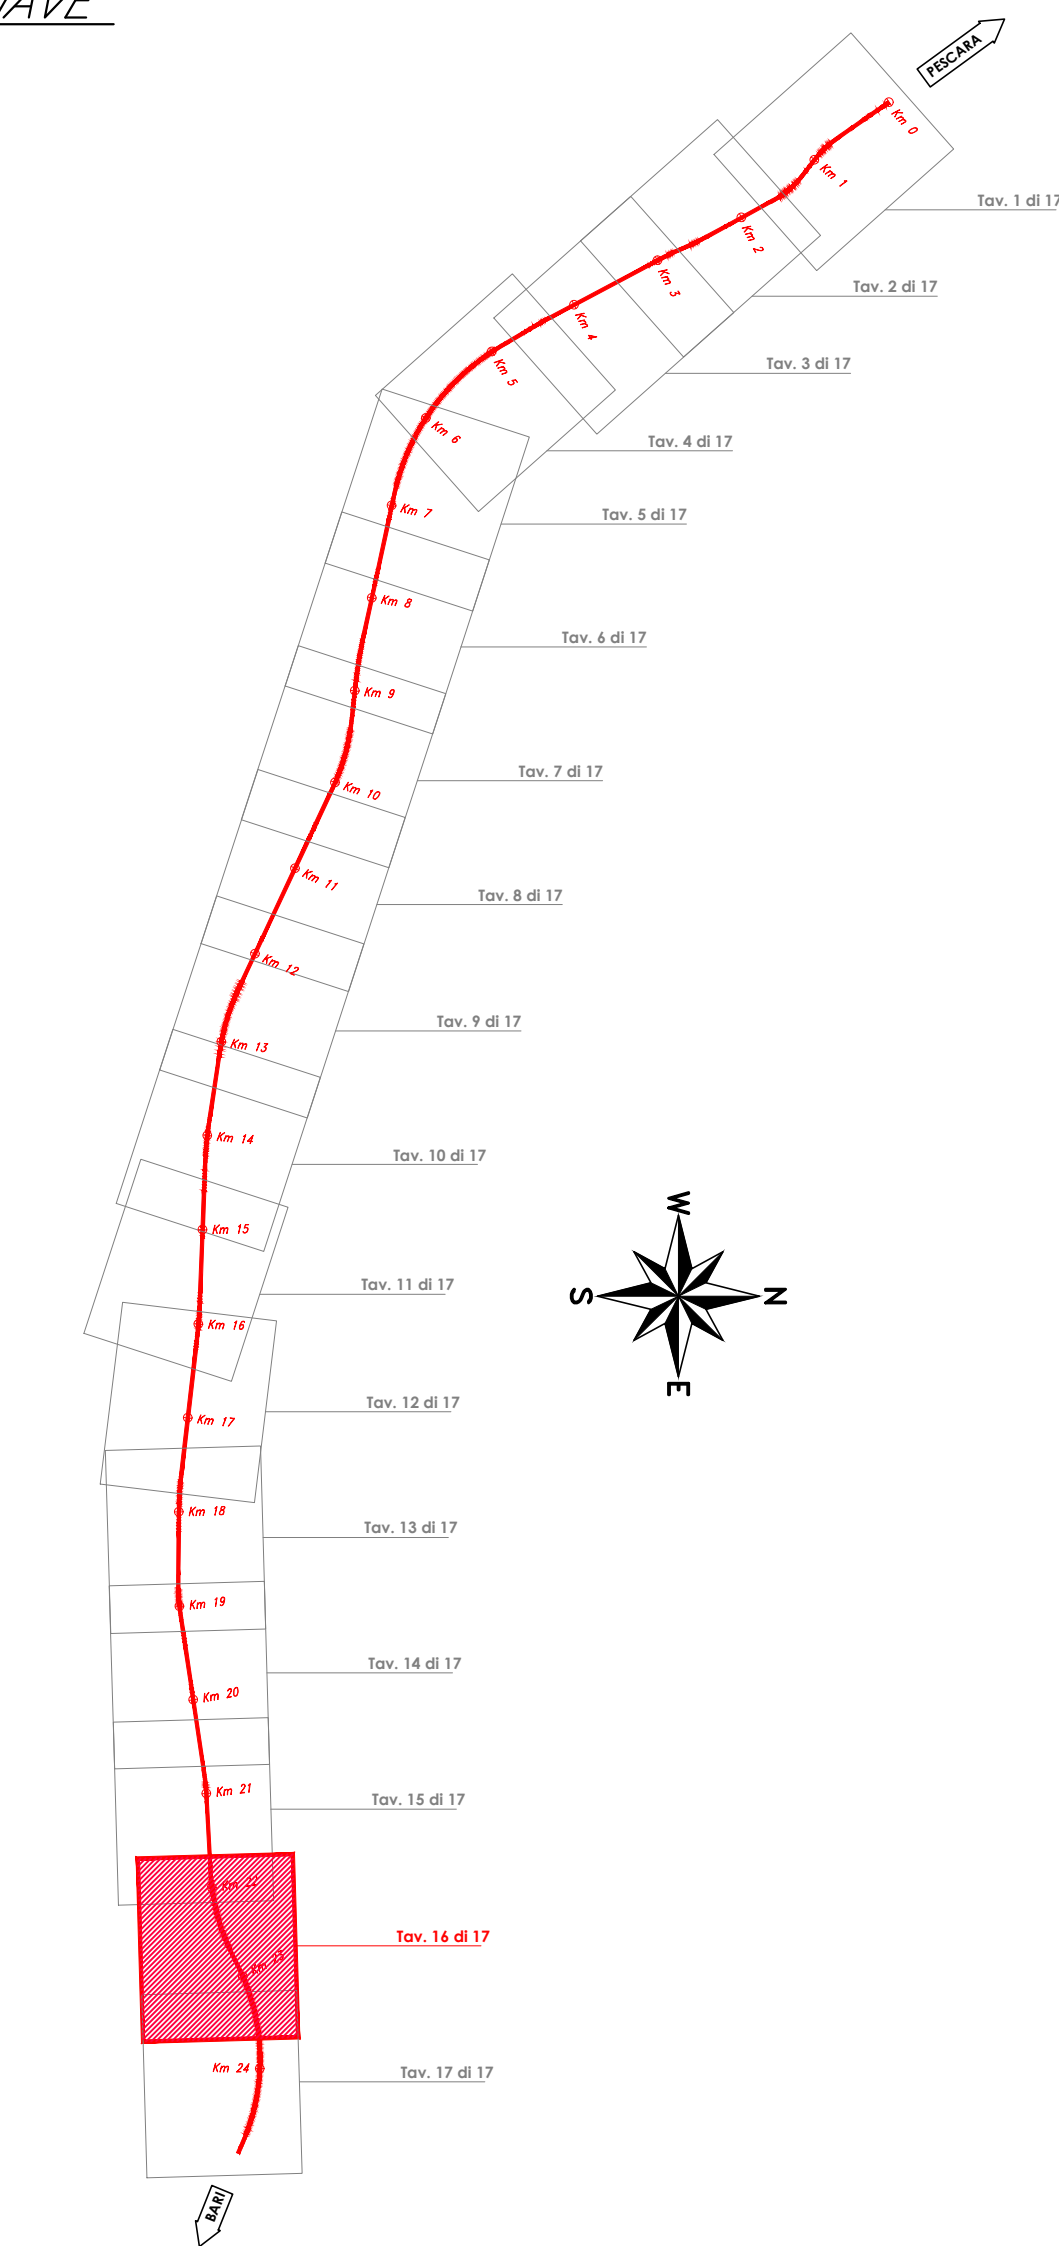 PESCARA
Km 0
Km 1
Tav. 1 di 17
Km 2
Km 3
Tav. 2 di 17
Km 4
Tav. 3 di 17
Km 5
Km 6
Tav. 4 di 17
Km 7
Tav. 5 di 17
Km 8
Tav. 6 di 17
Km 9
Tav. 7 di 17
Km 10
Km 11
Tav. 8 di 17
Km 12
Tav. 9 di 17
Km 13
Km 14
Tav. 10 di 17
W
Km 15
Tav. 11 di 17
S
N
Km 16
E
Tav. 12 di 17
Km 17
Km 18
Tav. 13 di 17
Km 19
Tav. 14 di 17
Km 20
Km 21
Tav. 15 di 17
Km 22
Tav. 16 di 17
Km 23
Km 24
Tav. 17 di 17
BARI